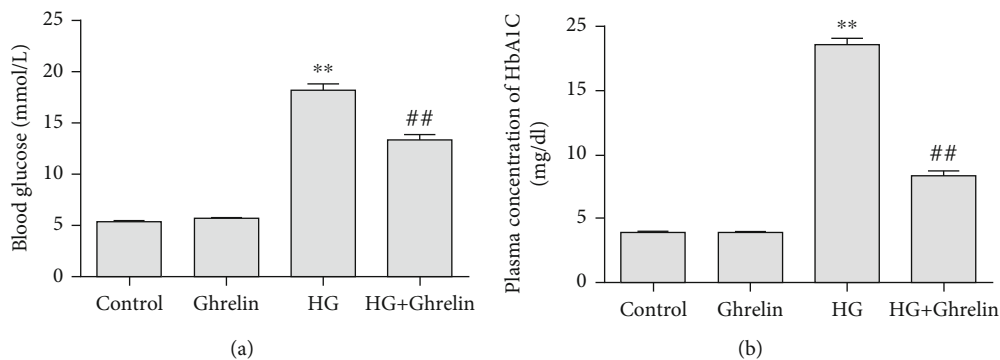 25
20
15
10
5
0
Blood glucose (mmol/L)
**
##
Control
Ghrelin
HG
HG+Ghrelin
(a)
25
15
10
5
0
Plasma concentration of HbA1C
(mg/dl)
**
##
Control
Ghrelin
HG
HG+Ghrelin
(b)